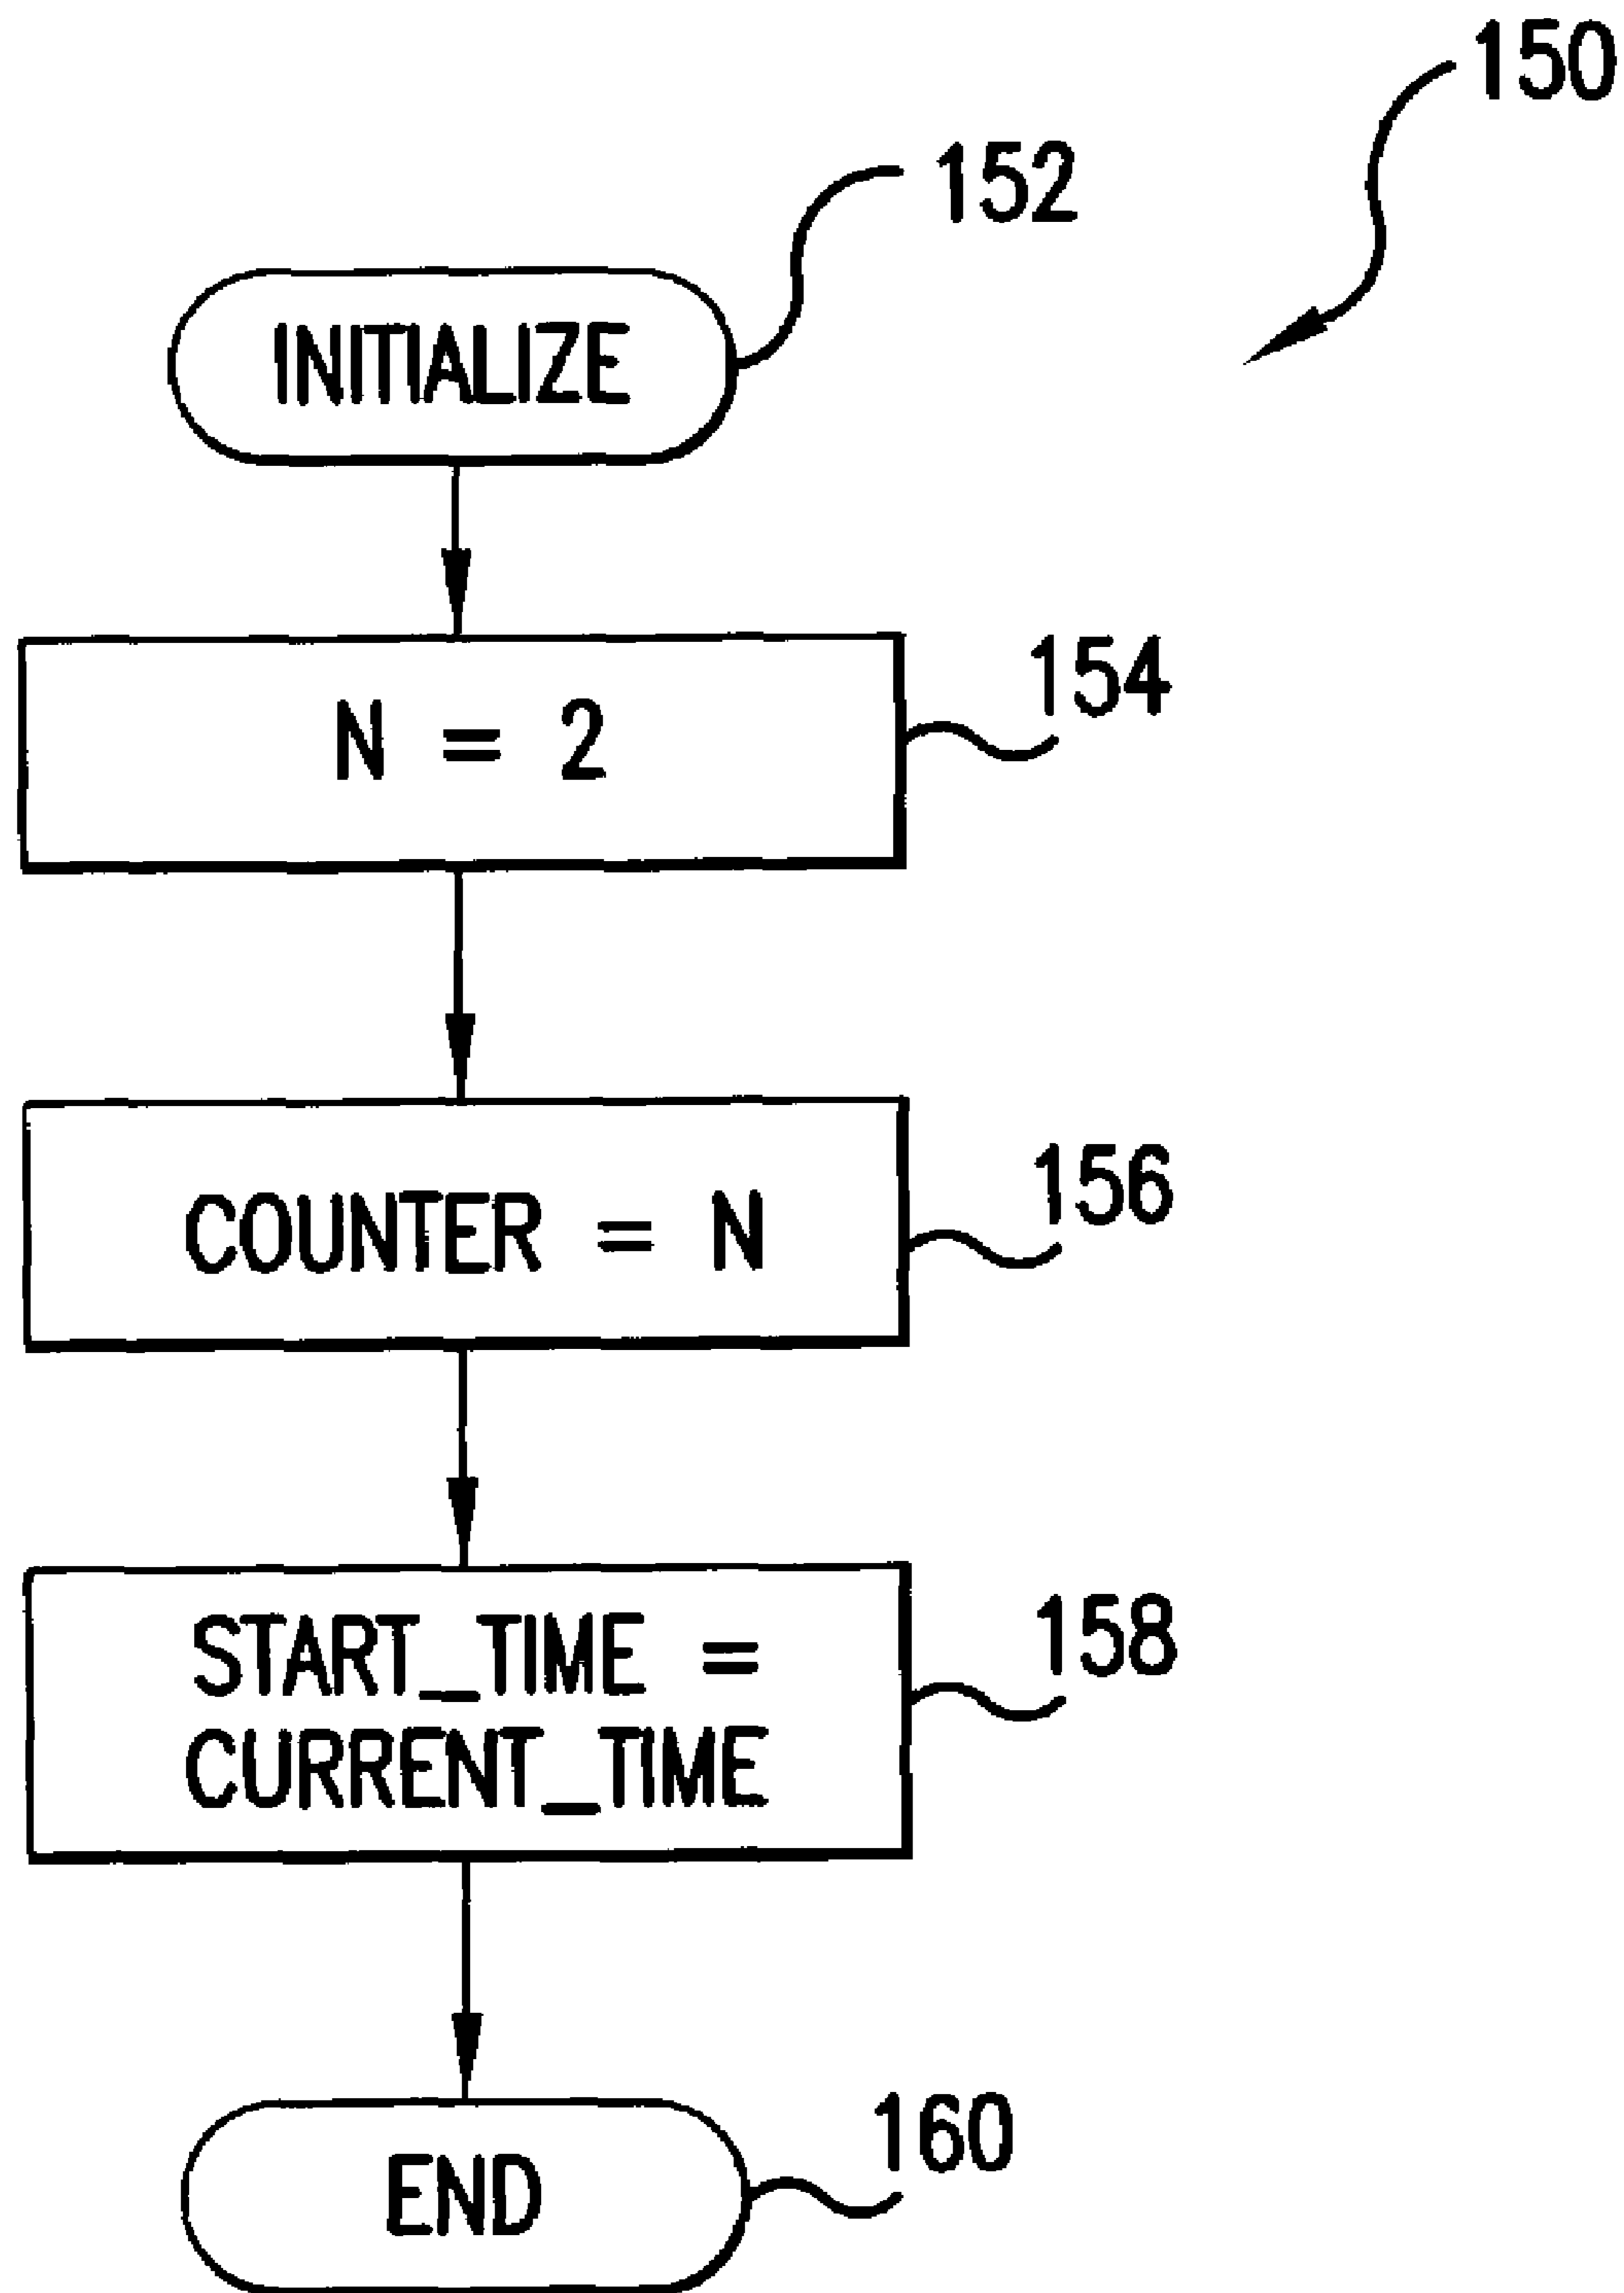 150
152
INITIALIZE
154
N = 2
156
COUNTER = N
158
START_TIME =
CURRENT_TIME
160
END